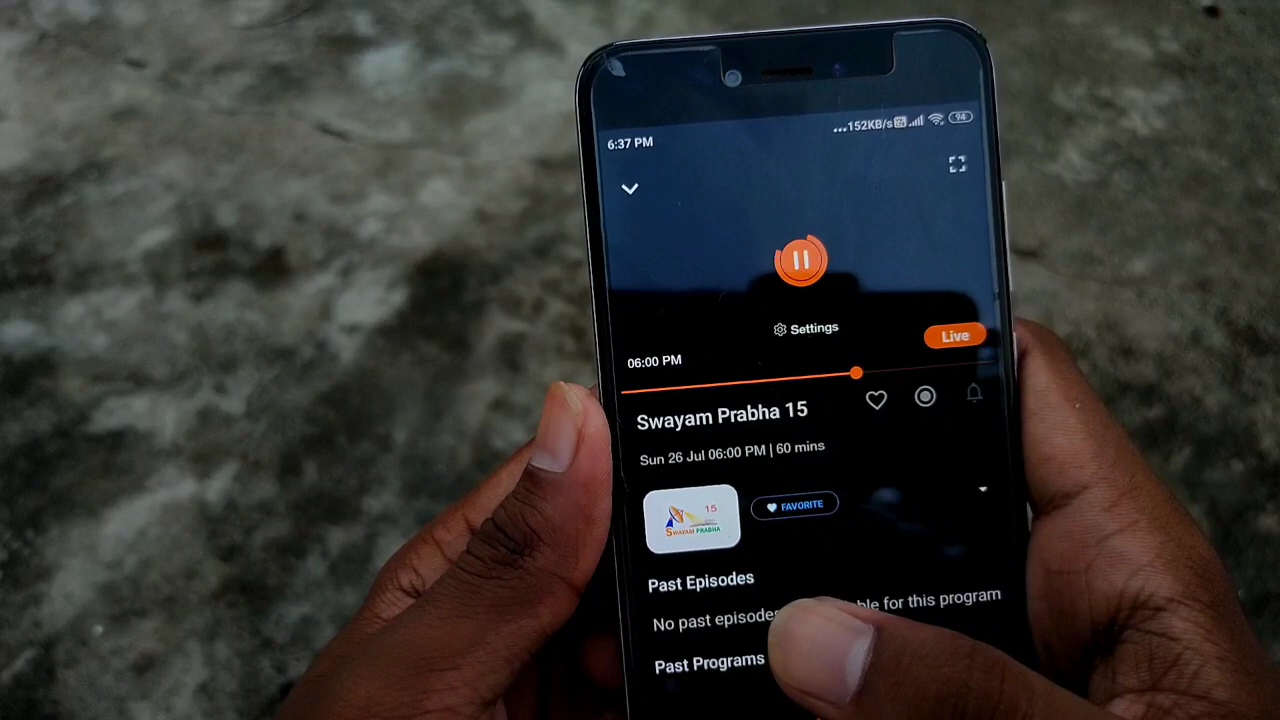 6:37 PM
...152KB/s 94
Settings
Live
06:00 PM
Swayam Prabha 15
Sun 26 Jul 06:00 PM | 60 mins
15
SWAYAM PRABHA
FAVORITE
Past Episodes
No past episodes ble for this program
Past Programs